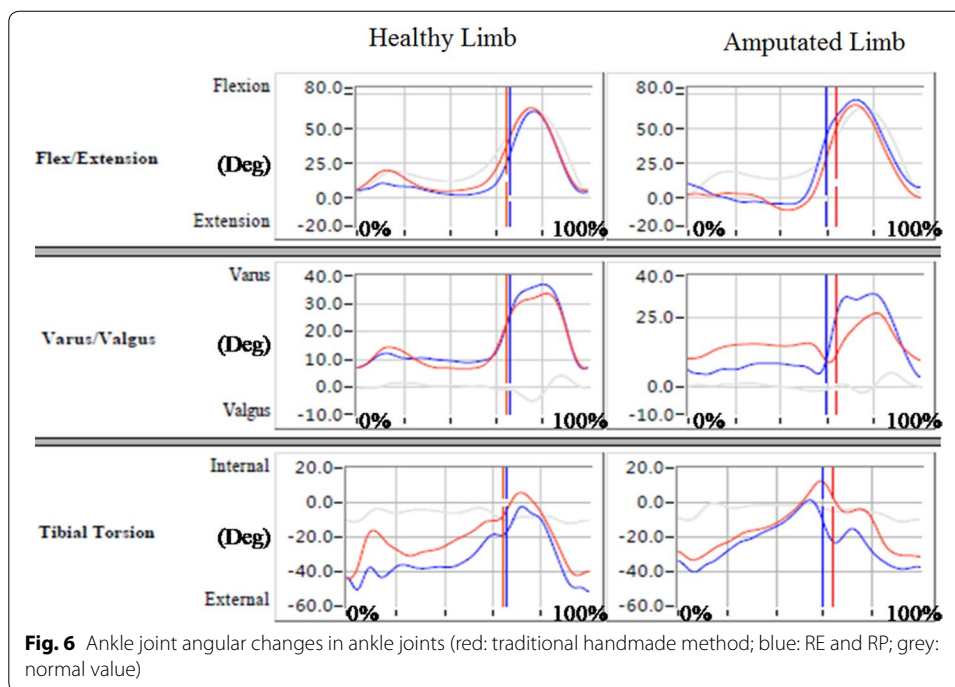 Healthy Limb
Amputated Limb
Flexion
Flex/Extension
(Deg)
Extension
80.0
50.0
25.0
0.0
-20.0
0%
100%
80.0
50.0
25.0
0.0
-20.0
0%
100%
Varus
Varus/Valgus
(Deg)
Valgus
40.0
30.0
20.0
10.0
0.0
-10.0
0%
100%
40.0
25.0
0.0
-10.0
0%
100%
Internal
Tibial Torsion
(Deg)
External
20.0
0.0
-20.0
-40.0
-60.0
0%
100%
20.0
0.0
-20.0
-40.0
-60.0
0%
100%
Fig. 6 Ankle joint angular changes in ankle joints (red: traditional handmade method; blue: RE and RP; grey:
normal value)